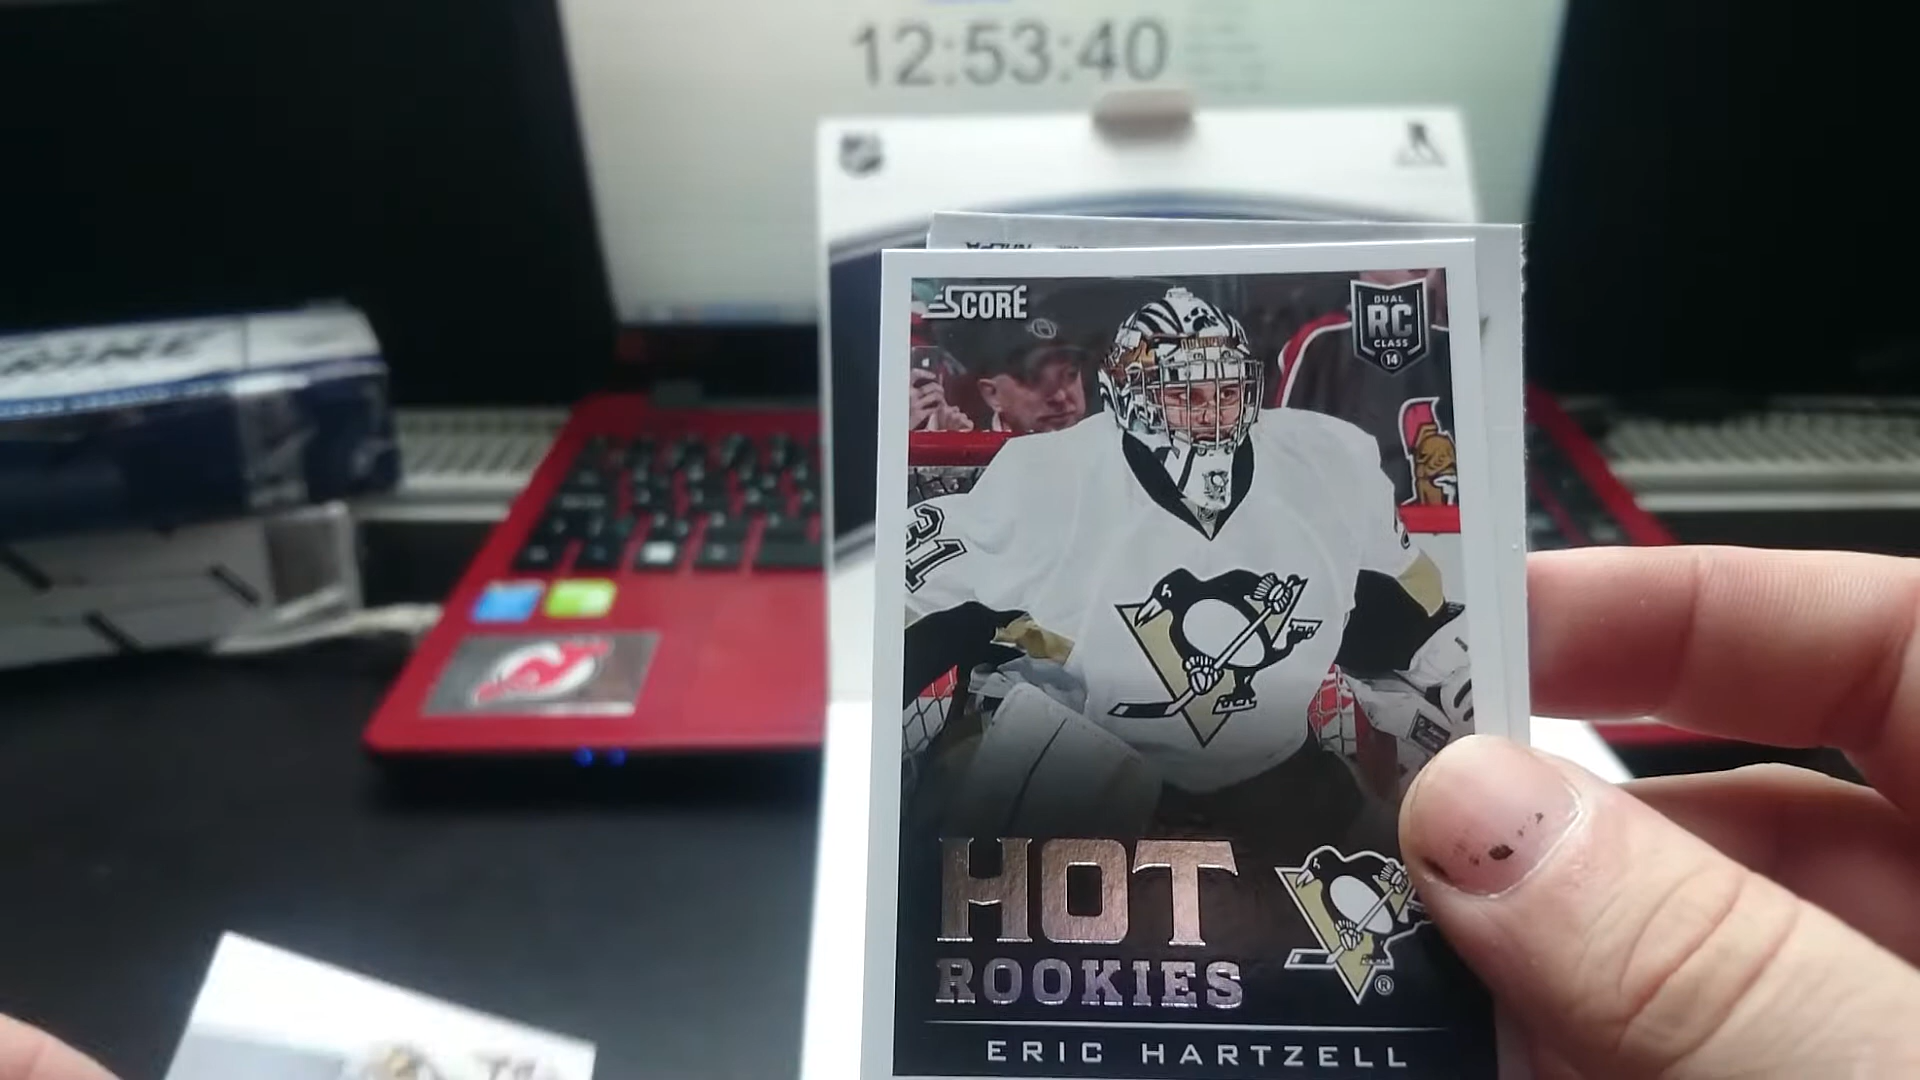 12:53:40
SCORE
DUAL
RC
CLASS
14
31
HOT
ROOKIES
®
ERIC HARTZELL